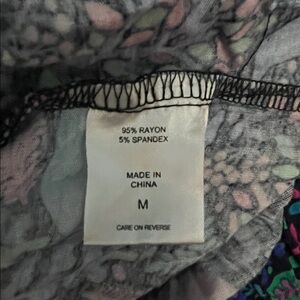 95% RAYON
5% SPANDEX
MADE IN
CHINA
M
CARE ON REVERSE